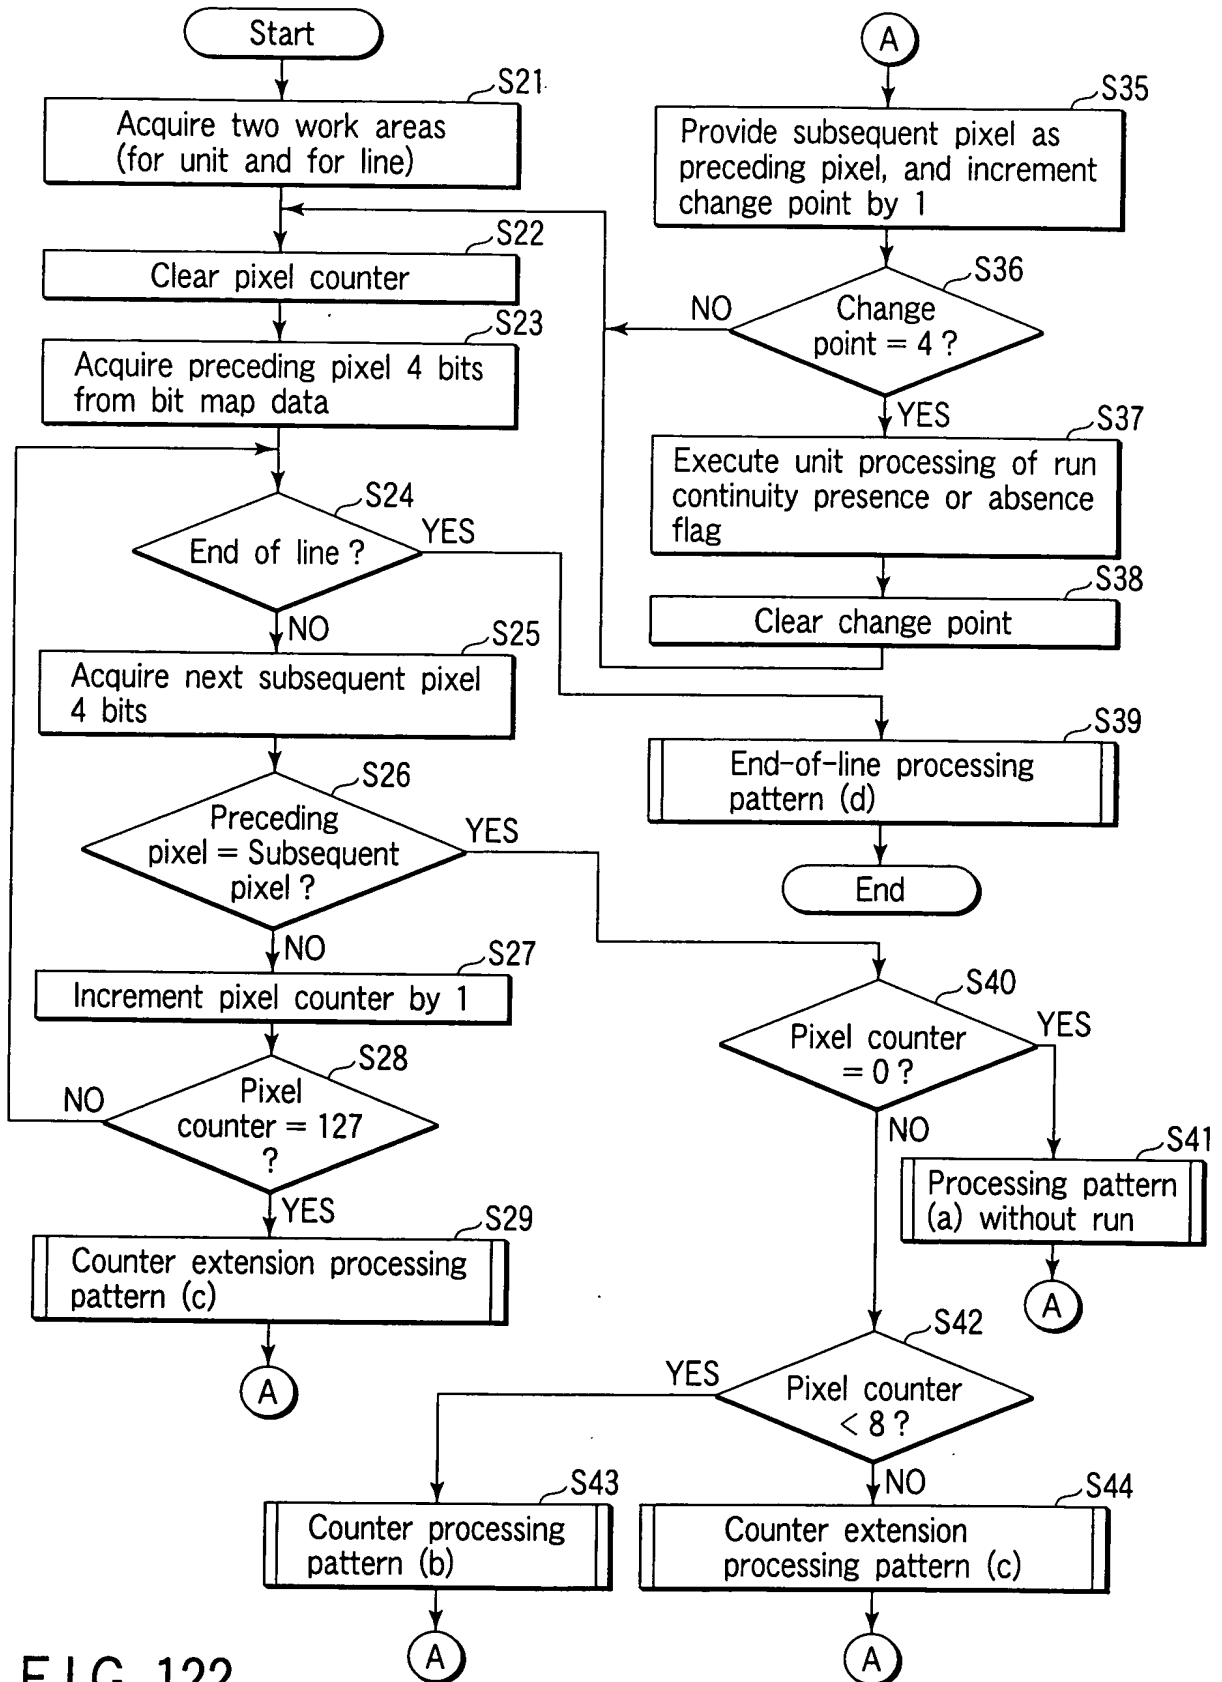 Start
S21
Acquire two work areas
(for unit and for line)
S22
Clear pixel counter
S23
Acquire preceding pixel 4 bits
from bit map data
S24
End of line ?
YES
NO
S25
Acquire next subsequent pixel
4 bits
S26
Preceding
pixel = Subsequent
pixel ?
YES
NO
S27
Increment pixel counter by 1
S28
Pixel
counter = 127
?
NO
YES
S29
Counter extension processing
pattern (c)
A
A
S35
Provide subsequent pixel as
preceding pixel, and increment
change point by 1
S36
Change
point = 4 ?
NO
YES
S37
Execute unit processing of run
continuity presence or absence
flag
S38
Clear change point
S39
End-of-line processing
pattern (d)
End
S40
Pixel counter
= 0 ?
YES
NO
S41
Processing pattern
(a) without run
A
S42
Pixel counter
< 8 ?
YES
NO
S43
Counter processing
pattern (b)
A
S44
Counter extension
processing pattern (c)
A
FIG. 122